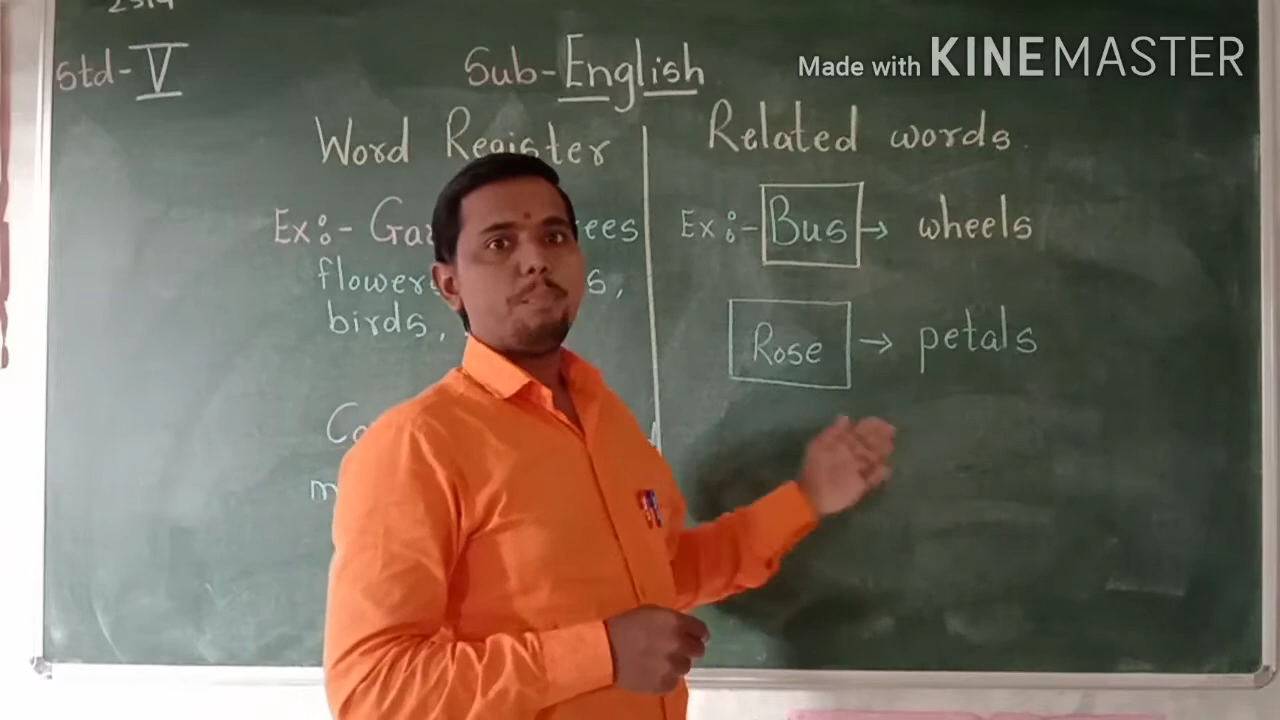 Std-V
Sub-English
Made with KINEMASTER
Word Register
Ex:-
flowers
birds,
Related words.
Ex:- Bus → wheels
Rose → petals